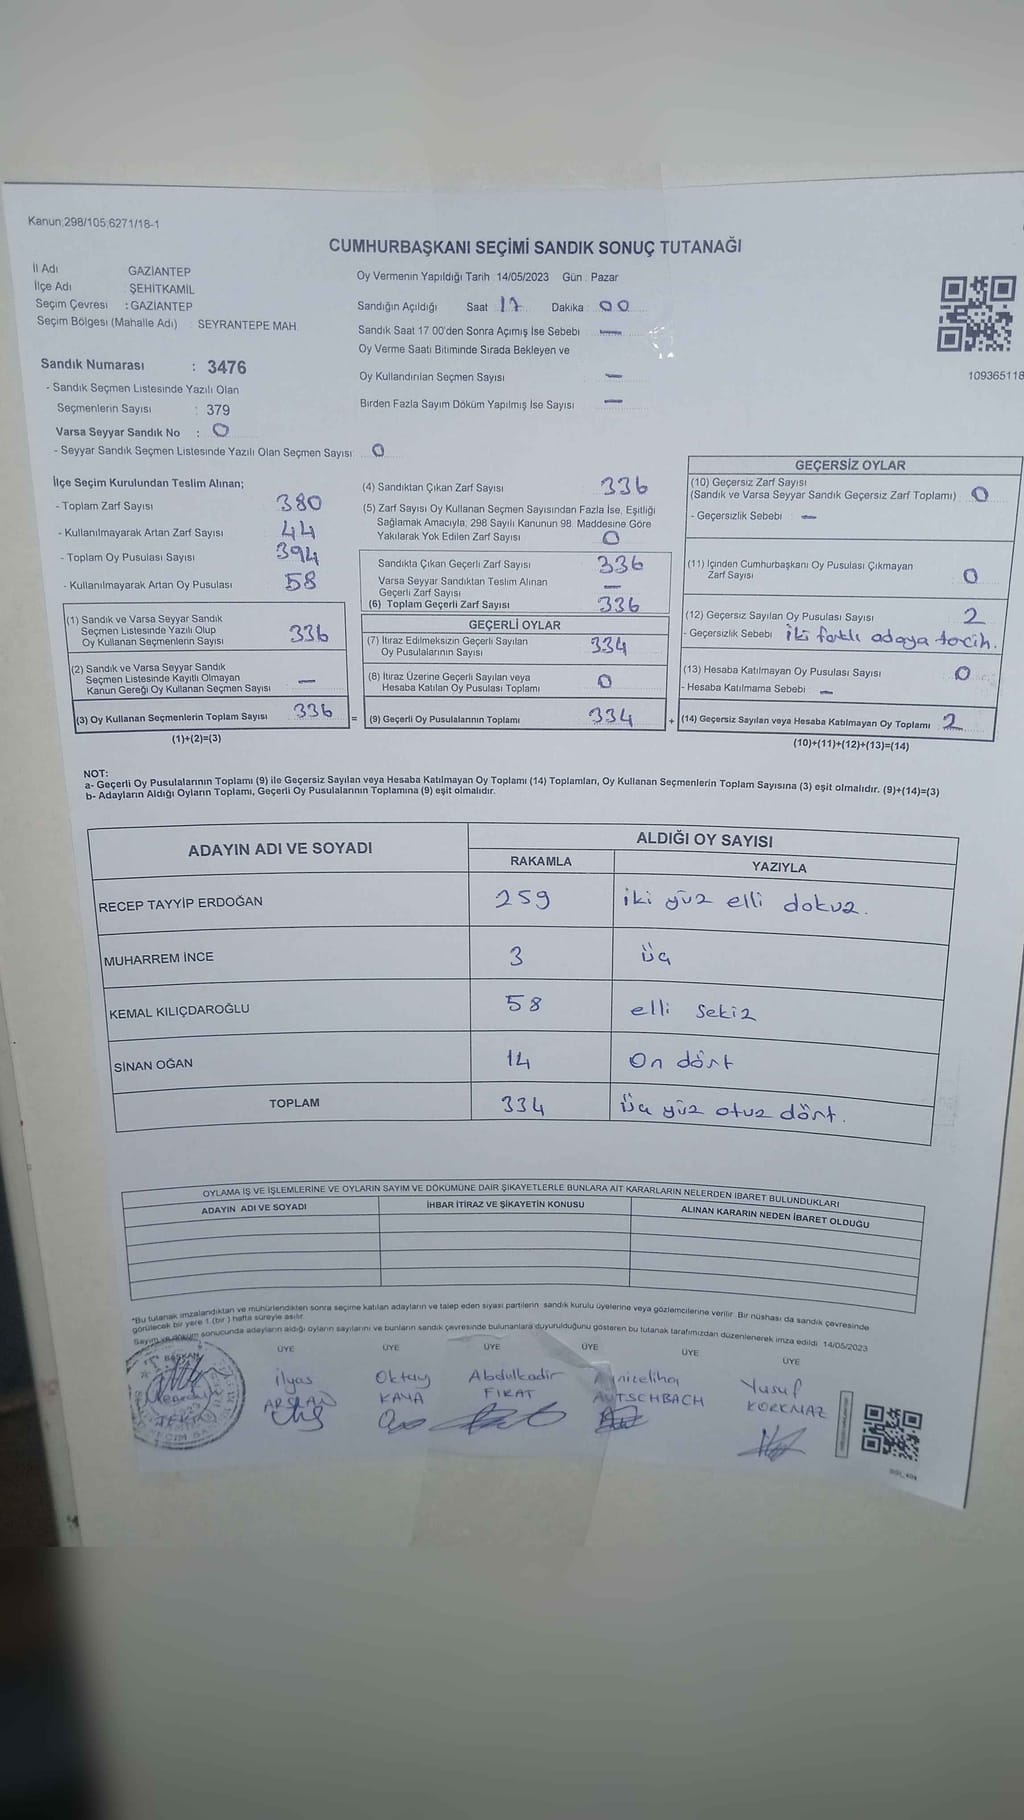 Kanun;298/105;6271/18-1
CUMHURBAŞKANI SEÇİMİ SANDIK SONUÇ TUTANAĞI
İl Adı GAZİANTEP
İlçe Adı ŞEHİTKAMİL
Seçim Çevresi : GAZİANTEP
Seçim Bölgesi (Mahalle Adı) SEYRANTEPE MAH
Oy Vermenin Yapıldığı Tarih 14/05/2023 Gün Pazar
Sandığın Açıldığı Saat 17 Dakika 00
Sandık Saat 17 00'den Sonra Açımış İse Sebebi —
Oy Verme Saati Bitiminde Sırada Bekleyen ve
Oy Kullandırılan Seçmen Sayısı —
Birden Fazla Sayım Döküm Yapılmış İse Sayısı —
109365118
Sandık Numarası : 3476
- Sandık Seçmen Listesinde Yazılı Olan
Seçmenlerin Sayısı : 379
Varsa Seyyar Sandık No : 0
- Seyyar Sandık Seçmen Listesinde Yazılı Olan Seçmen Sayısı 0
İlçe Seçim Kurulundan Teslim Alınan;
- Toplam Zarf Sayısı 380
- Kullanılmayarak Artan Zarf Sayısı 44
- Toplam Oy Pusulası Sayısı 394
- Kullanılmayarak Artan Oy Pusulası 58
(1) Sandık ve Varsa Seyyar Sandık
Seçmen Listesinde Yazılı Olup
Oy Kullanan Seçmenlerin Sayısı 336
(2) Sandık ve Varsa Seyyar Sandık
Seçmen Listesinde Kayıtlı Olmayan
Kanun Gereği Oy Kullanan Seçmen Sayısı —
(3) Oy Kullanan Seçmenlerin Toplam Sayısı 336 =
(1)+(2)=(3)
(4) Sandıktan Çıkan Zarf Sayısı 336
(5) Zarf Sayısı Oy Kullanan Seçmen Sayısından Fazla İse, Eşitliği
Sağlamak Amacıyla, 298 Sayılı Kanunun 98. Maddesine Göre
Yakılarak Yok Edilen Zarf Sayısı 0
Sandıkta Çıkan Geçerli Zarf Sayısı 336
Varsa Seyyar Sandıktan Teslim Alınan
Geçerli Zarf Sayısı —
(6) Toplam Geçerli Zarf Sayısı 336
GEÇERLİ OYLAR
(7) İtiraz Edilmeksizin Geçerli Sayılan
Oy Pusulalarının Sayısı 334
(8) İtiraz Üzerine Geçerli Sayılan veya
Hesaba Katılan Oy Pusulası Toplamı 0
(9) Geçerli Oy Pusulalarının Toplamı 334 +
GEÇERSİZ OYLAR
(10) Geçersiz Zarf Sayısı
(Sandık ve Varsa Seyyar Sandık Geçersiz Zarf Toplamı) 0
- Geçersizlik Sebebi —
(11) İçinden Cumhurbaşkanı Oy Pusulası Çıkmayan
Zarf Sayısı 0
(12) Geçersiz Sayılan Oy Pusulası Sayısı 2
- Geçersizlik Sebebi iki farklı adaya tercih.
(13) Hesaba Katılmayan Oy Pusulası Sayısı 0
- Hesaba Katılmama Sebebi —
(14) Geçersiz Sayılan veya Hesaba Katılmayan Oy Toplamı 2
(10)+(11)+(12)+(13)=(14)
NOT:
a- Geçerli Oy Pusulalarının Toplamı (9) ile Geçersiz Sayılan veya Hesaba Katılmayan Oy Toplamı (14) Toplamları, Oy Kullanan Seçmenlerin Toplam Sayısına (3) eşit olmalıdır. (9)+(14)=(3)
b- Adayların Aldığı Oyların Toplamı, Geçerli Oy Pusulalarının Toplamına (9) eşit olmalıdır.
ADAYIN ADI VE SOYADI ALDIĞI OY SAYISI
RAKAMLA YAZIYLA
RECEP TAYYİP ERDOĞAN 259 iki yüz elli dokuz.
MUHARREM İNCE 3 üç
KEMAL KILIÇDAROĞLU 58 elli sekiz
SİNAN OĞAN 14 On dört
TOPLAM 334 üç yüz otuz dört.
OYLAMA İŞ VE İŞLEMLERİNE VE OYLARIN SAYIM VE DÖKÜMÜNE DAİR ŞİKAYETLERLE BUNLARA AİT KARARLARIN NELERDEN İBARET BULUNDUKLARI
ADAYIN ADI VE SOYADI İHBAR İTİRAZ VE ŞİKAYETİN KONUSU ALINAN KARARIN NEDEN İBARET OLDUĞU
*Bu tutanak imzalandıktan ve mühürlendikten sonra seçime katılan adayların ve talep eden siyasi partilerin sandık kurulu üyelerine veya gözlemcilerine verilir. Bir nüshası da sandık çevresinde
görülecek bir yere 1 (bir) hafta süreyle asılır.
Sayım ve döküm sonucunda adayların aldığı oyların sayılarını ve bunların sandık çevresinde bulunanlara duyurulduğunu gösteren bu tutanak tarafımızdan düzenlenerek imza edildi 14/05/2023
BAŞKAN ÜYE ÜYE ÜYE ÜYE ÜYE ÜYE
ilyas Oktay Abdulkadir Yusuf
ARSLAN KAYA FIRAT AUTSCHBACH KORKMAZ